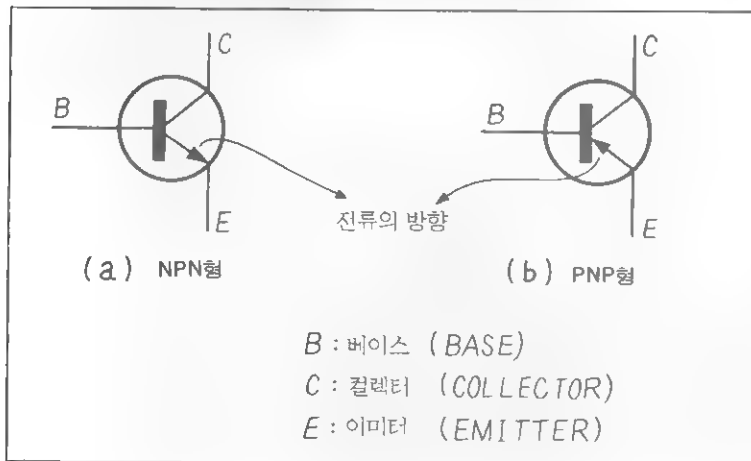 C
C
B
B
E
E
전류의 방향
(a) NPN형
(b) PNP형
B : 베이스 (BASE)
C : 컬렉터 (COLLECTOR)
E : 이미터 (EMITTER)